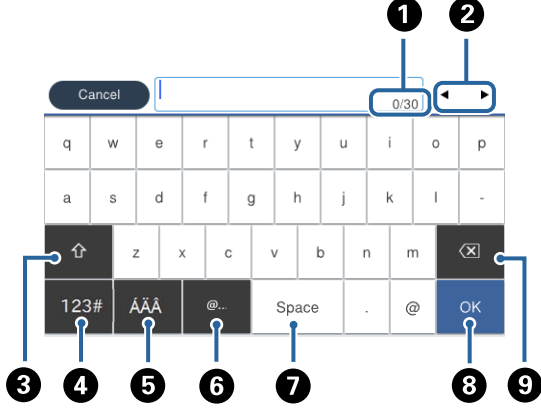 1 2
Cancel 0/30
q w e r t y u i o p
a s d f g h j k l -
z x c v b n m
123# ÁÄÂ @... Space . @ OK
3 4 5 6 7 8 9